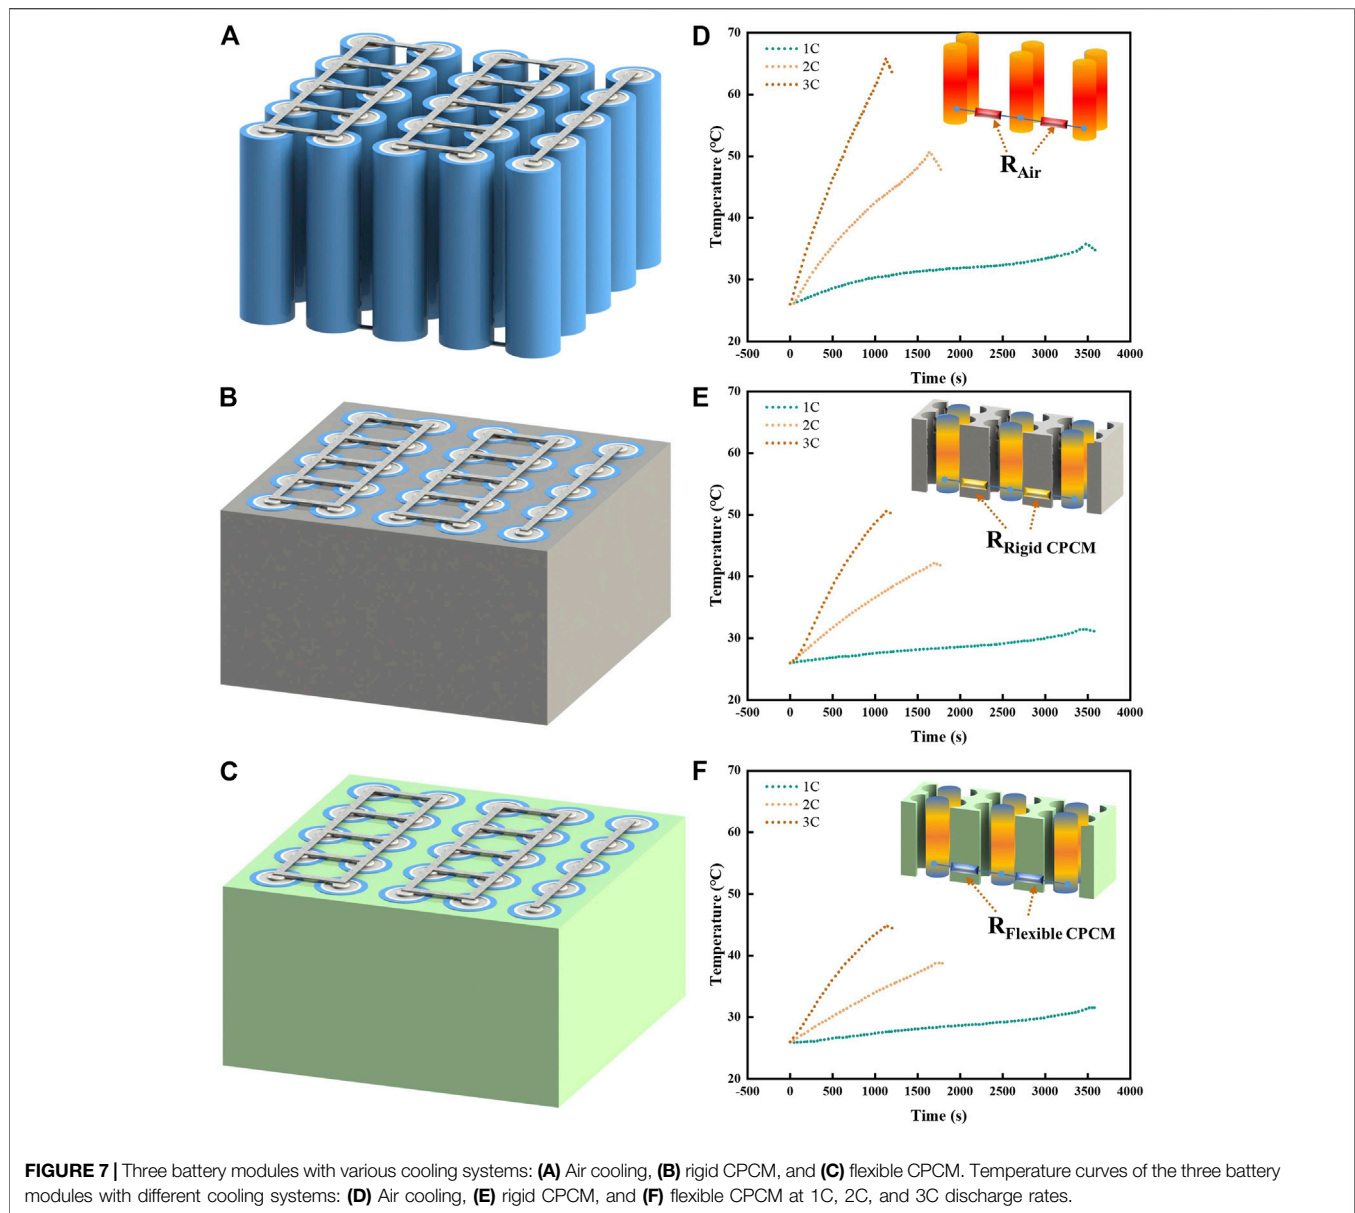 A
B
C
D
70
60
50
40
30
20
-500
0
500
1000
1500
2000
2500
3000
3500
4000
Temperature (°C)
Time (s)
1C
2C
3C
RAir
E
70
60
50
40
30
20
-500
0
500
1000
1500
2000
2500
3000
3500
4000
Temperature (°C)
Time (s)
1C
2C
3C
RRigid CPCM
F
70
60
50
40
30
20
-500
0
500
1000
1500
2000
2500
3000
3500
4000
Temperature (°C)
Time (s)
1C
2C
3C
RFlexible CPCM
FIGURE 7 | Three battery modules with various cooling systems: (A) Air cooling, (B) rigid CPCM, and (C) flexible CPCM. Temperature curves of the three battery
modules with different cooling systems: (D) Air cooling, (E) rigid CPCM, and (F) flexible CPCM at 1C, 2C, and 3C discharge rates.